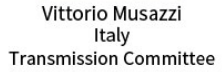 Vittorio Musazzi
Italy
Transmission Committee